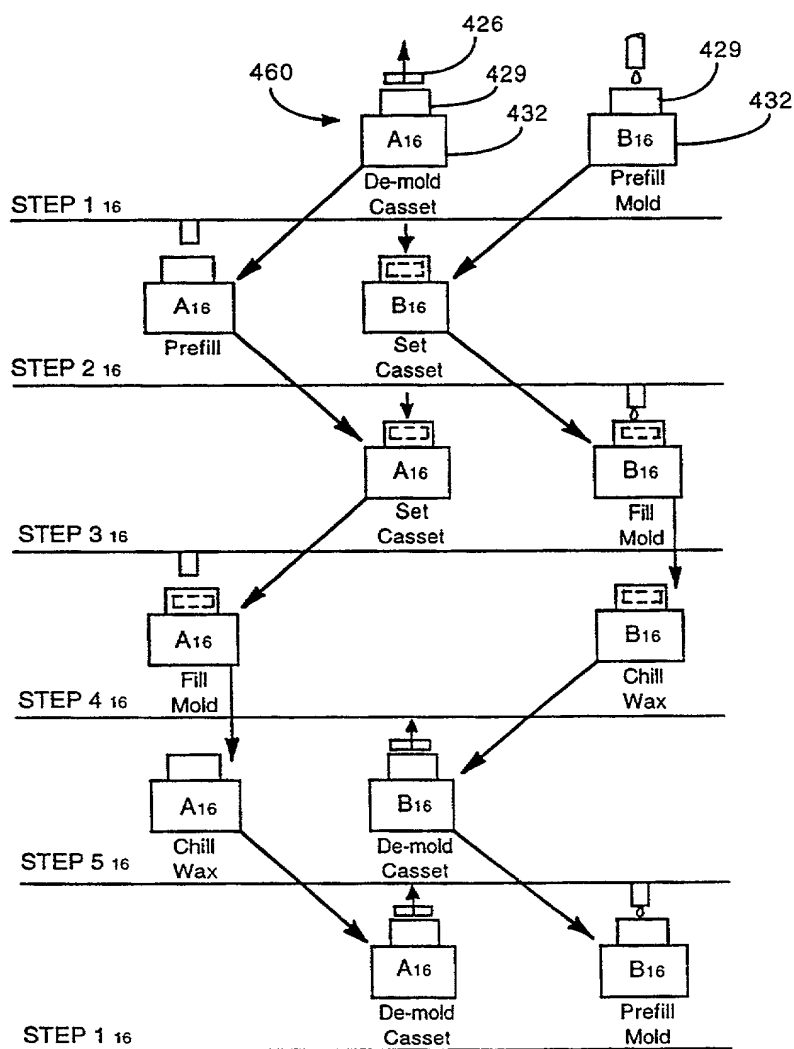 426
429
429
460
432
432
A16
B16
De-mold
Casset
Prefill
Mold
STEP 1 16
A16
B16
Prefill
Set
Casset
STEP 2 16
A16
B16
Set
Casset
Fill
Mold
STEP 3 16
A16
B16
Fill
Mold
Chill
Wax
STEP 4 16
A16
B16
Chill
Wax
De-mold
Casset
STEP 5 16
A16
B16
De-mold
Casset
Prefill
Mold
STEP 1 16